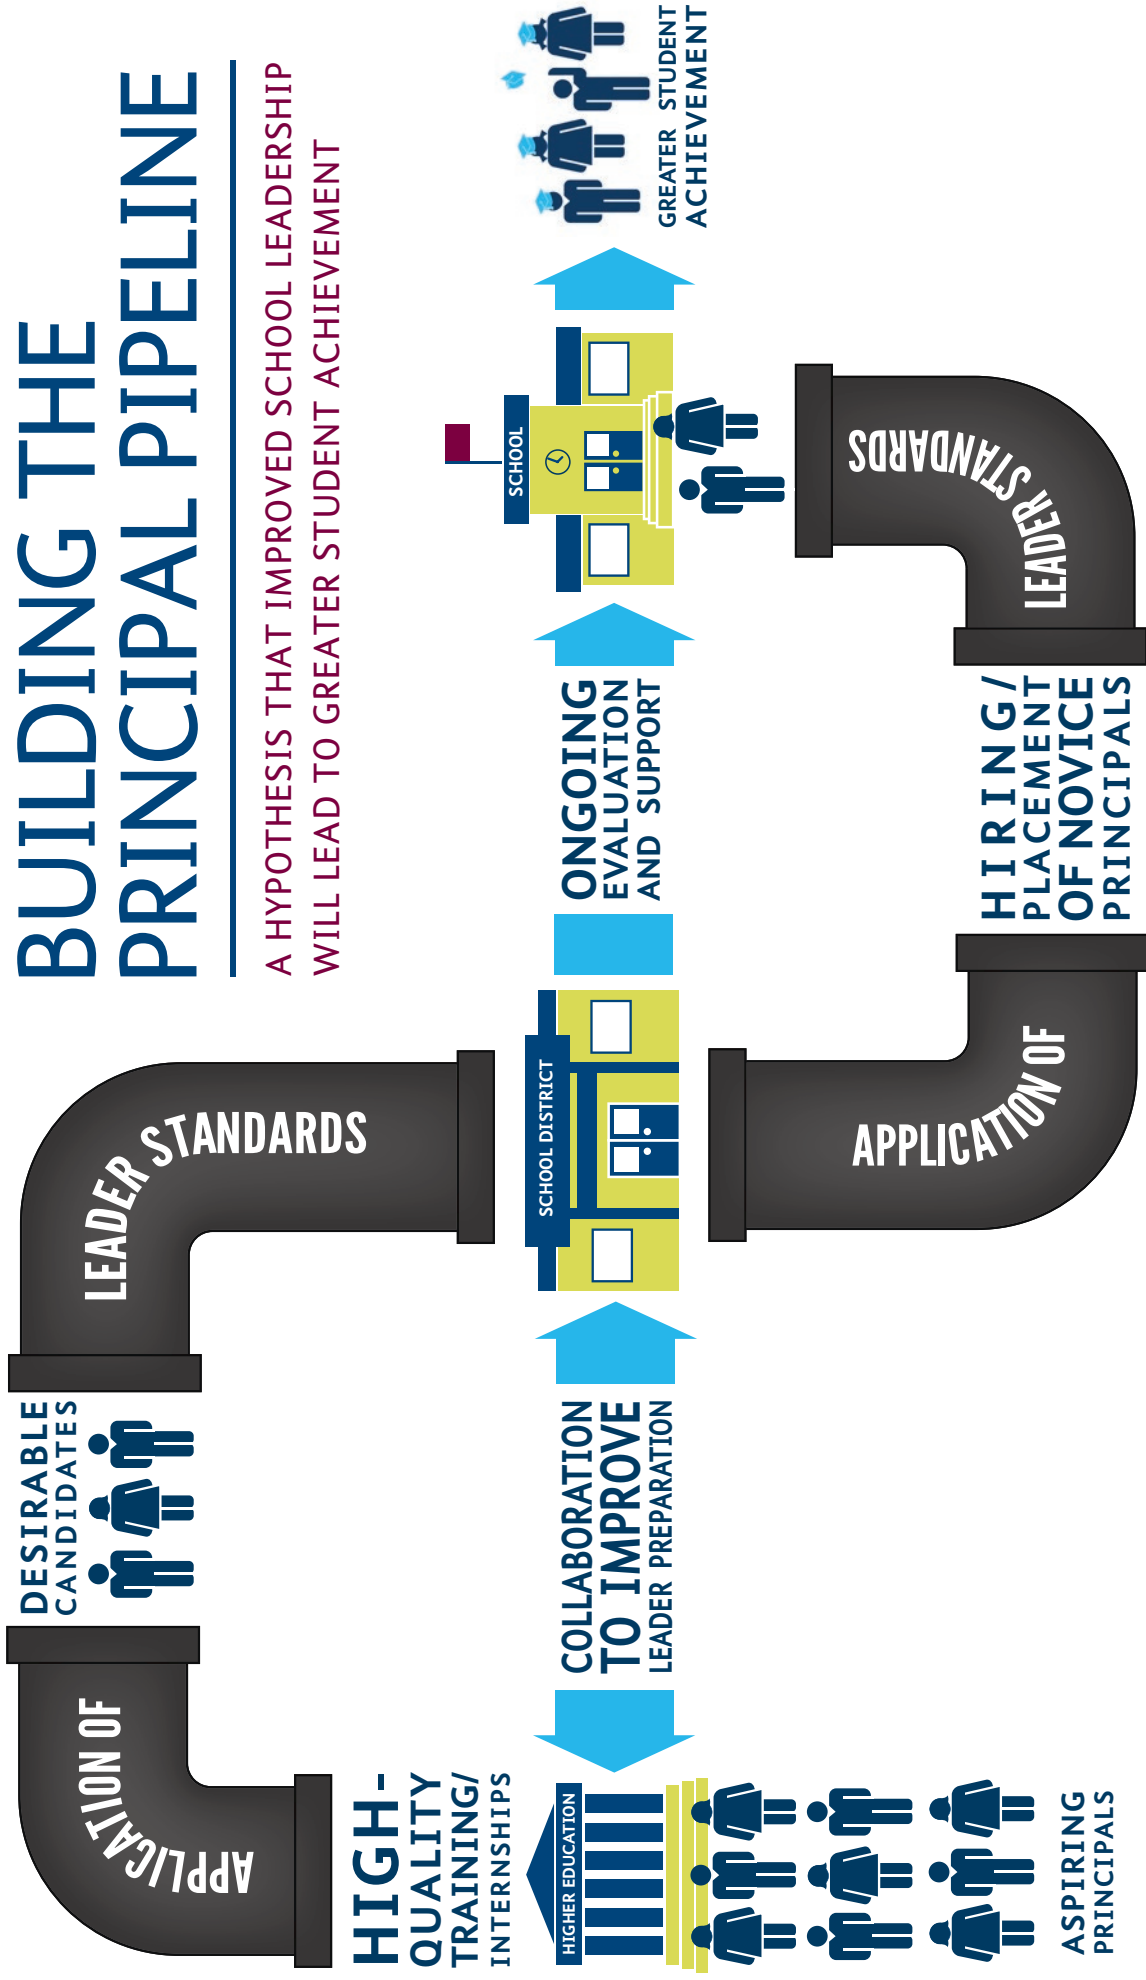 BUILDING THE
PRINCIPAL PIPELINE
A HYPOTHESIS THAT IMPROVED SCHOOL LEADERSHIP
WILL LEAD TO GREATER STUDENT ACHIEVEMENT
APPLICATION OF
DESIRABLE
CANDIDATES
LEADER STANDARDS
HIGH-
QUALITY
TRAINING/
INTERNSHIPS
HIGHER EDUCATION
ASPIRING
PRINCIPALS
COLLABORATION
TO IMPROVE
LEADER PREPARATION
SCHOOL DISTRICT
ONGOING
EVALUATION
AND SUPPORT
SCHOOL
GREATER STUDENT
ACHIEVEMENT
APPLICATION OF
HIRING/
PLACEMENT
OF NOVICE
PRINCIPALS
LEADER STANDARDS